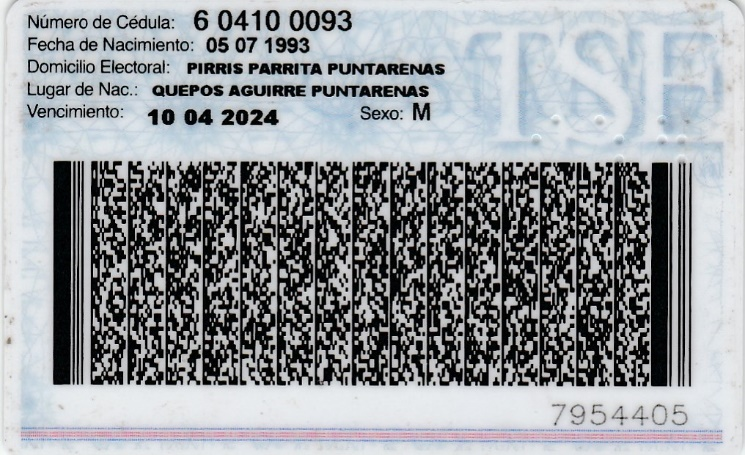 Número de Cédula: 6 0410 0093
Fecha de Nacimiento: 05 07 1993
Domicilio Electoral: PIRRIS PARRITA PUNTARENAS
Lugar de Nac.: QUEPOS AGUIRRE PUNTARENAS
Vencimiento: 10 04 2024 Sexo: M
TSE
7954405